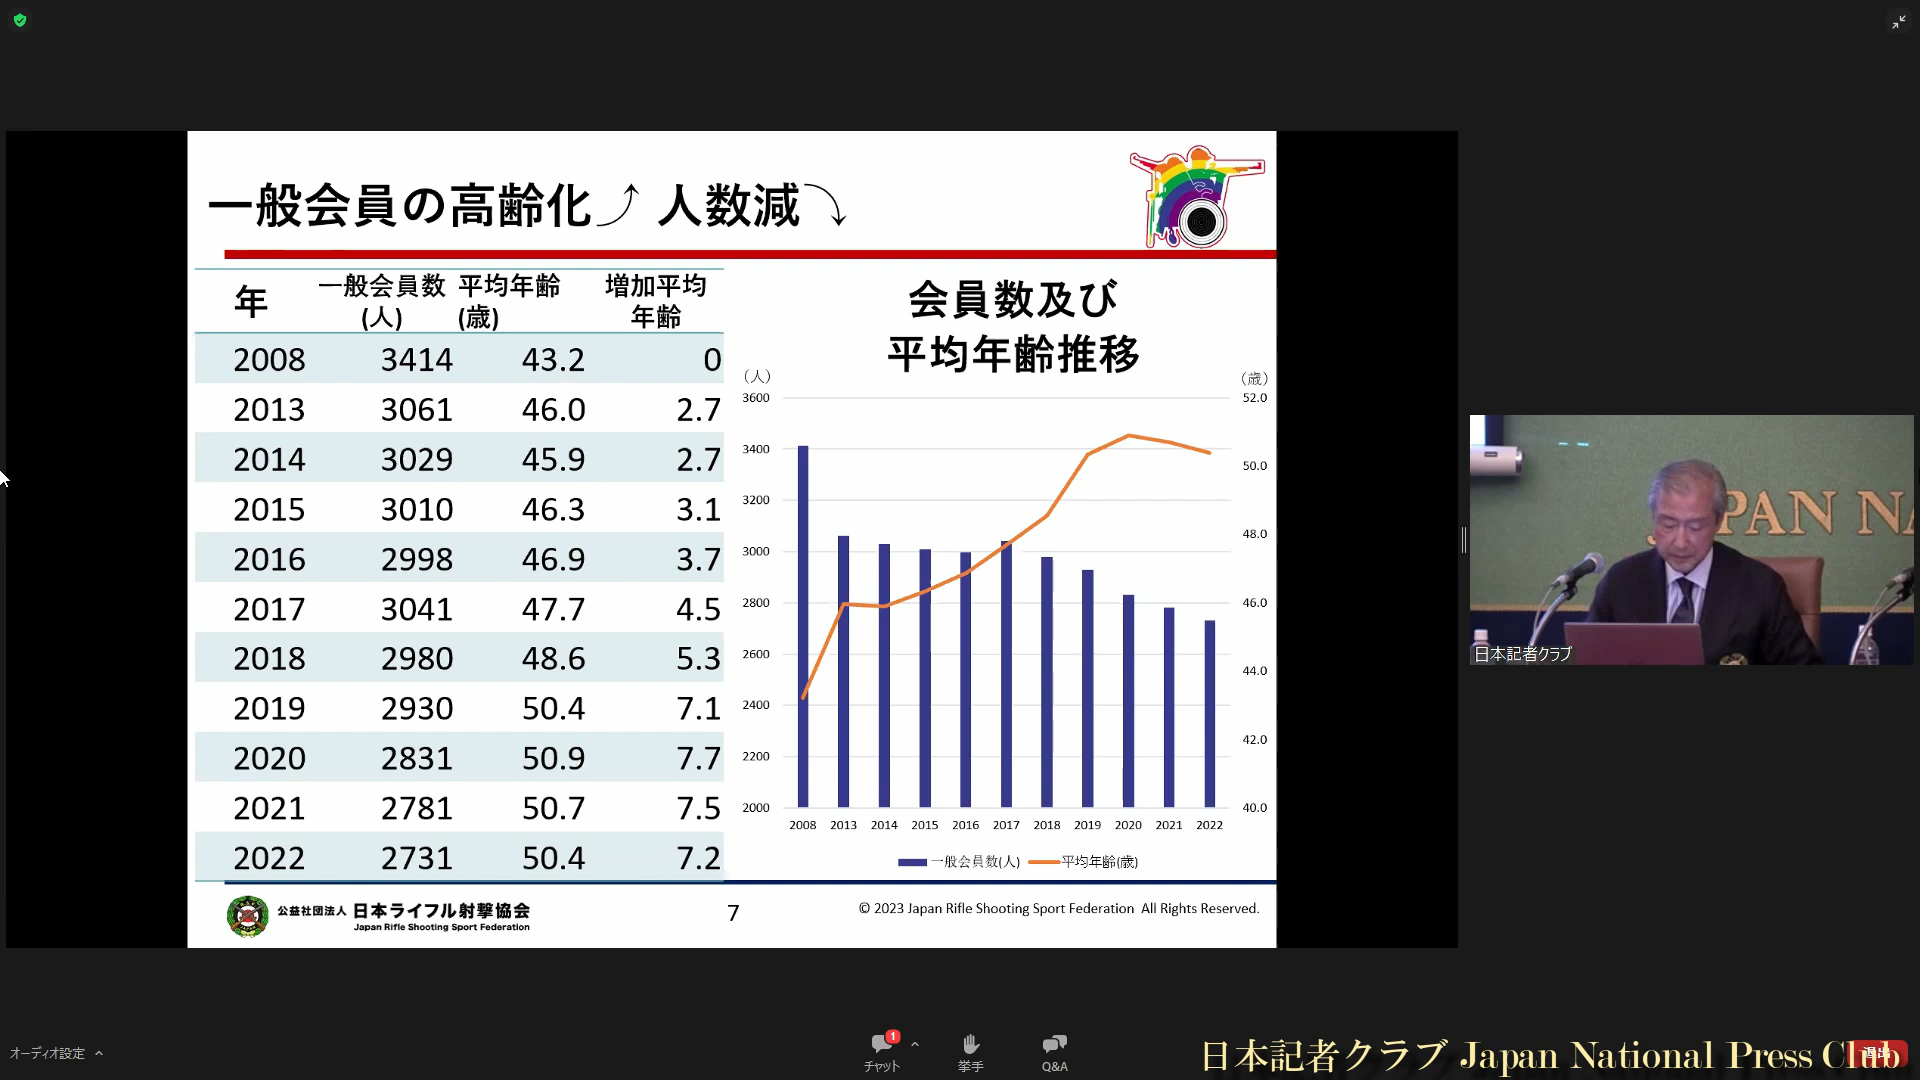 一般会員の高齢化⤴ 人数減⤵
年 一般会員数(人) 平均年齢(歳) 増加平均年齢
2008 3414 43.2 0
2013 3061 46.0 2.7
2014 3029 45.9 2.7
2015 3010 46.3 3.1
2016 2998 46.9 3.7
2017 3041 47.7 4.5
2018 2980 48.6 5.3
2019 2930 50.4 7.1
2020 2831 50.9 7.7
2021 2781 50.7 7.5
2022 2731 50.4 7.2
会員数及び
平均年齢推移
(人)
3600
3400
3200
3000
2800
2600
2400
2200
2000
(歳)
52.0
50.0
48.0
46.0
44.0
42.0
40.0
2008 2013 2014 2015 2016 2017 2018 2019 2020 2021 2022
一般会員数(人) 平均年齢(歳)
公益社団法人 日本ライフル射撃協会
Japan Rifle Shooting Sport Federation
7
© 2023 Japan Rifle Shooting Sport Federation All Rights Reserved.
JAPAN NA
日本記者クラブ
オーディオ設定
チャット
1
挙手
Q&A
日本記者クラブ Japan National Press Club
退出